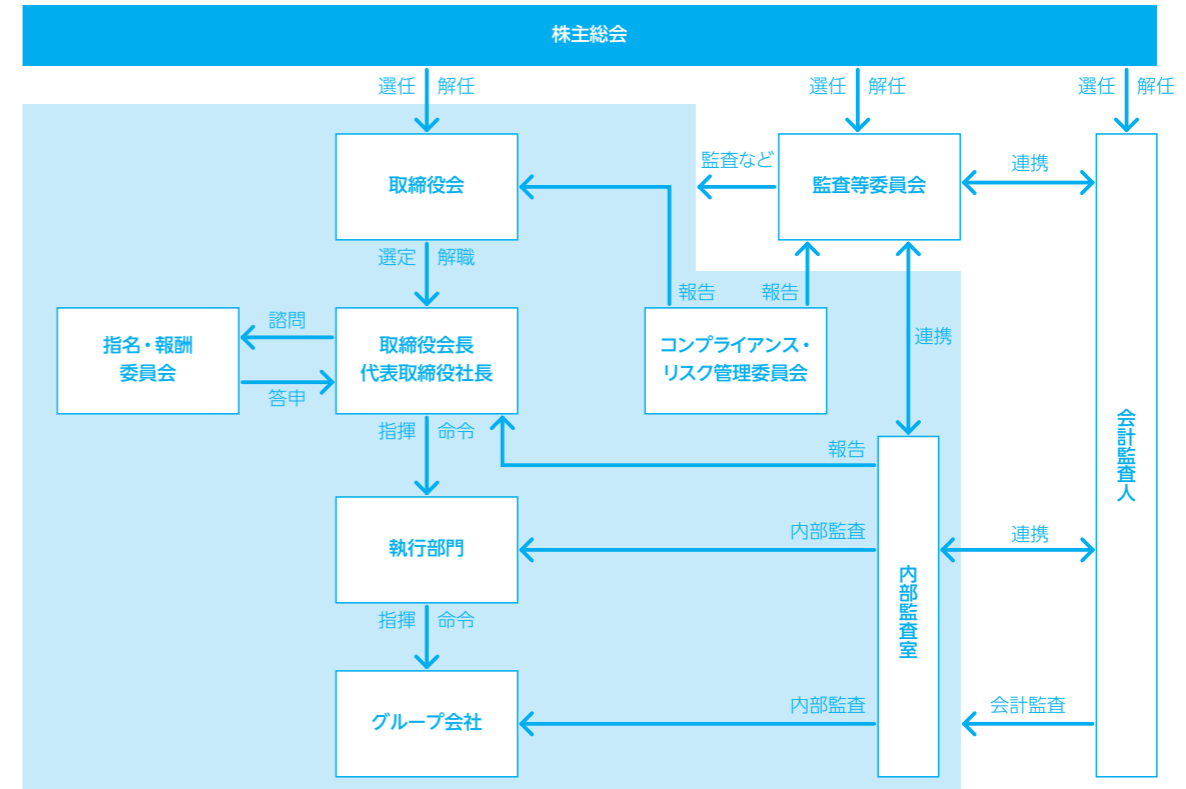 株主総会
選任 解任
選任 解任
選任 解任
取締役会
監査など
監査等委員会
連携
選定 解職
報告 報告
諮問
指名・報酬
委員会
答申
取締役会長
代表取締役社長
コンプライアンス・
リスク管理委員会
連携
会計監査人
指揮 命令
報告
執行部門
内部監査
連携
内部監査室
指揮 命令
グループ会社
内部監査
会計監査